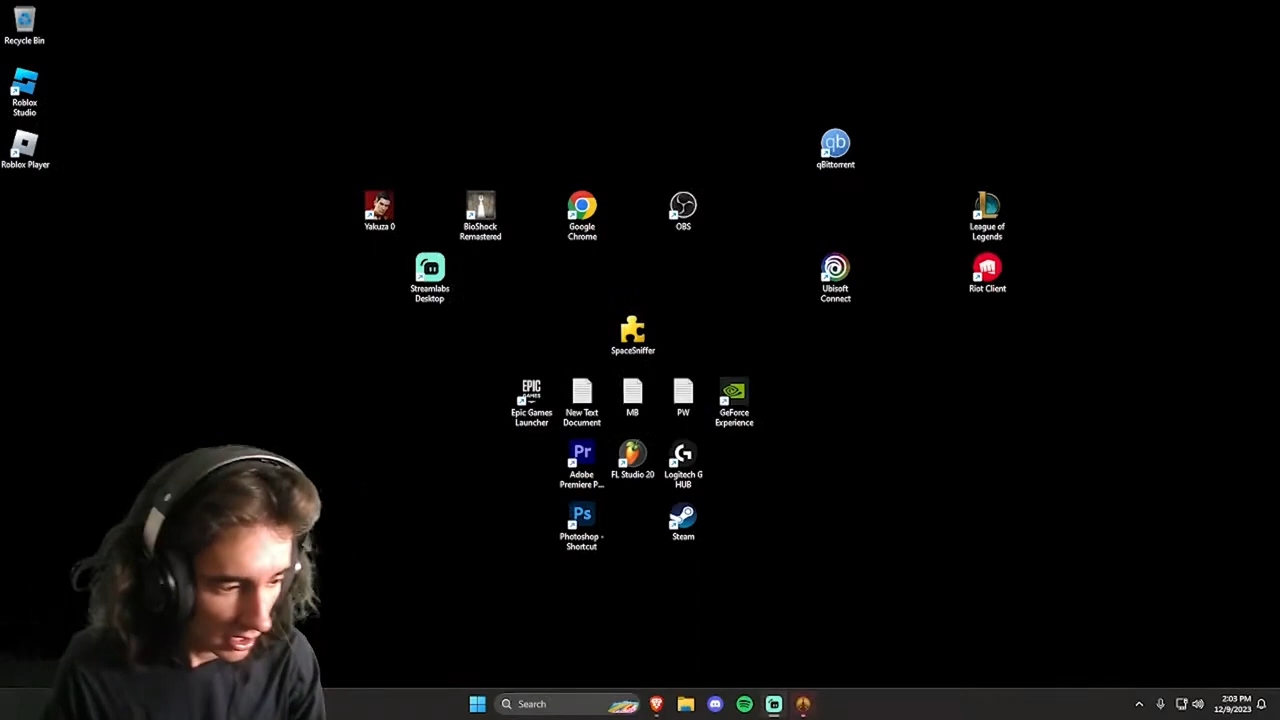 Recycle Bin
Roblox
Studio
Roblox Player
qb
qBittorrent
Yakuza 0
BioShock
Remastered
Google
Chrome
OBS
League of
Legends
Streamlabs
Desktop
Ubisoft
Connect
Riot Client
SpaceSniffer
EPIC
GAMES
Epic Games
Launcher
New Text
Document
MB
PW
GeForce
Experience
Pr
Adobe
Premiere P...
FL Studio 20
Logitech G
HUB
Ps
Photoshop -
Shortcut
Steam
Search
2:03 PM
12/9/2023